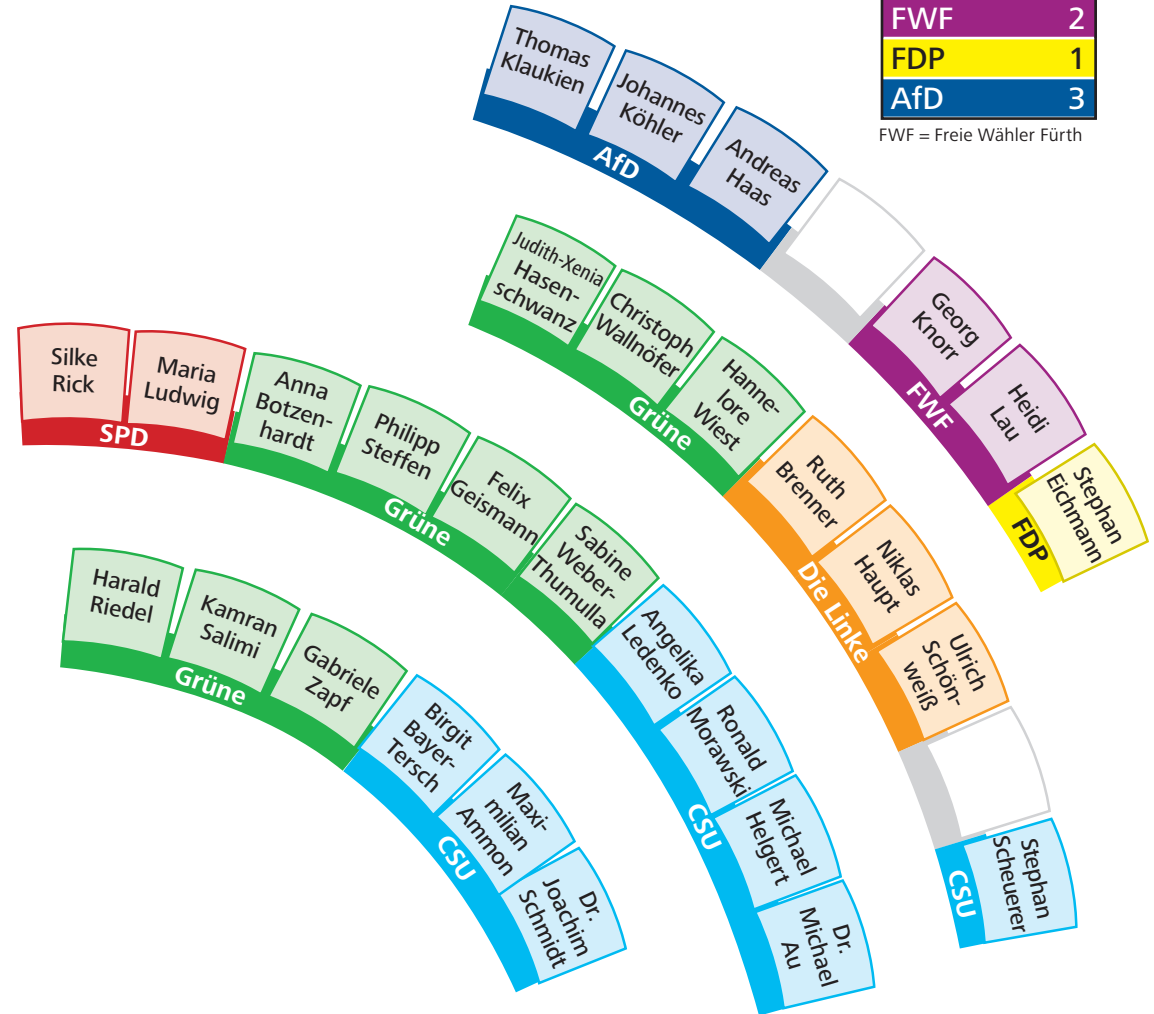 FWF 2
FDP 1
AfD 3
FWF = Freie Wähler Fürth
Thomas
Klaukien
Johannes
Köhler
Andreas
Haas
AfD
Georg
Knorr
Heidi
Lau
FWF
Stephan
Eichmann
FDP
Judith-Xenia
Hasen-
schwanz
Christoph
Wallnöfer
Hanne-
lore
Wiest
Grüne
Ruth
Brenner
Niklas
Haupt
Ulrich
Schön-
weiß
Die Linke
Stephan
Scheuerer
CSU
Silke
Rick
Maria
Ludwig
SPD
Anna
Botzen-
hardt
Philipp
Steffen
Felix
Geismann
Sabine
Weber-
Thumulla
Grüne
Angelika
Ledenko
Ronald
Morawski
Michael
Helgert
Dr.
Michael
Au
CSU
Harald
Riedel
Kamran
Salimi
Gabriele
Zapf
Grüne
Birgit
Bayer-
Tersch
Maxi-
milian
Ammon
Dr.
Joachim
Schmidt
CSU